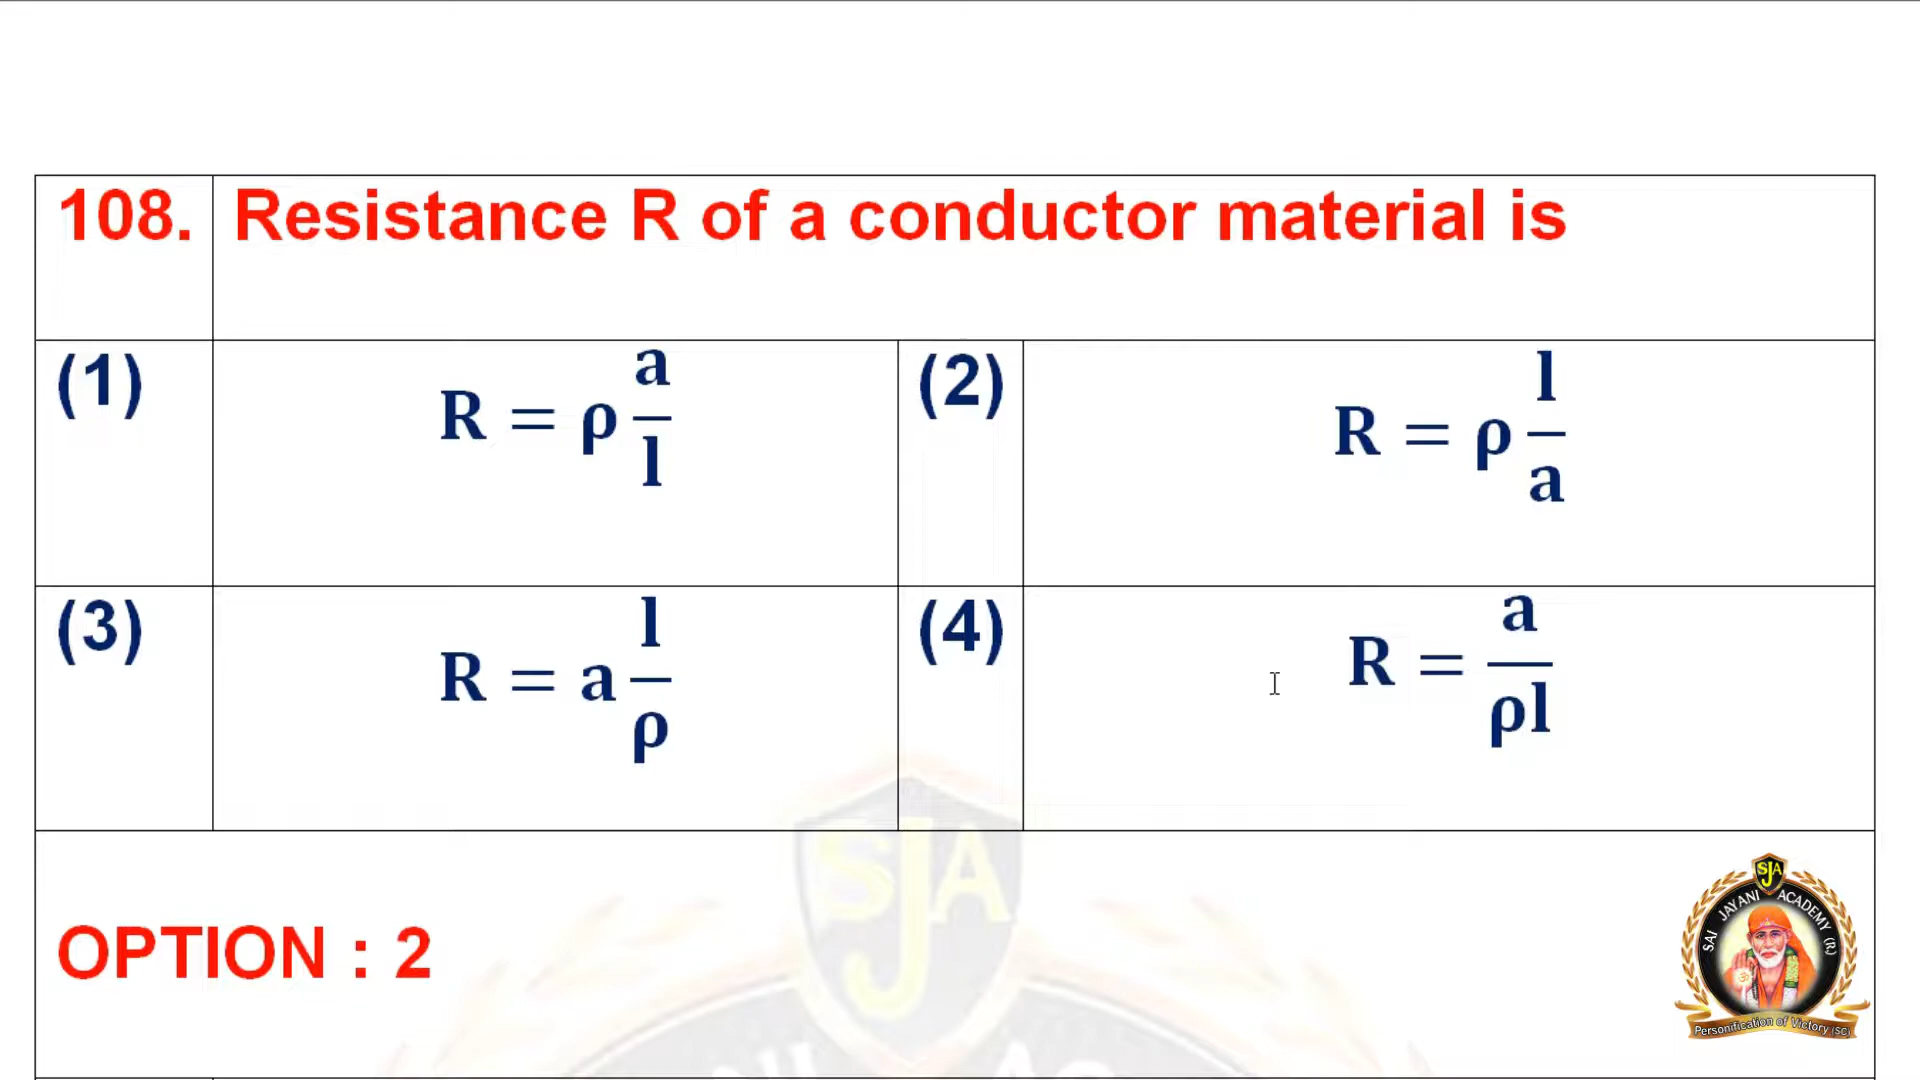 108. Resistance R of a conductor material is
(1) R = ρ a/l (2) R = ρ l/a
(3) R = a l/ρ (4) R = a/ρl
OPTION : 2
SJA
SJA
SAI JAYANI ACADEMY (R)
Personification of Victory (SC)